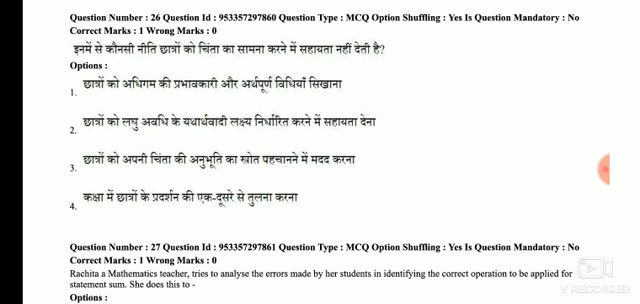 Question Number : 26 Question Id : 953357297860 Question Type : MCQ Option Shuffling : Yes Is Question Mandatory : No
Correct Marks : 1 Wrong Marks : 0
इनमें से कौनसी नीति छात्रों को चिंता का सामना करने में सहायता नहीं देती है?
Options :
1. छात्रों को अधिगम की प्रभावकारी और अर्थपूर्ण विधियाँ सिखाना
2. छात्रों को लघु अवधि के यथार्थवादी लक्ष्य निर्धारित करने में सहायता देना
3. छात्रों को अपनी चिंता की अनुभूति का स्रोत पहचानने में मदद करना
4. कक्षा में छात्रों के प्रदर्शन की एक-दूसरे से तुलना करना
Question Number : 27 Question Id : 953357297861 Question Type : MCQ Option Shuffling : Yes Is Question Mandatory : No
Correct Marks : 1 Wrong Marks : 0
Rachita a Mathematics teacher, tries to analyse the errors made by her students in identifying the correct operation to be applied for
statement sum. She does this to -
Options :
V RECORDER